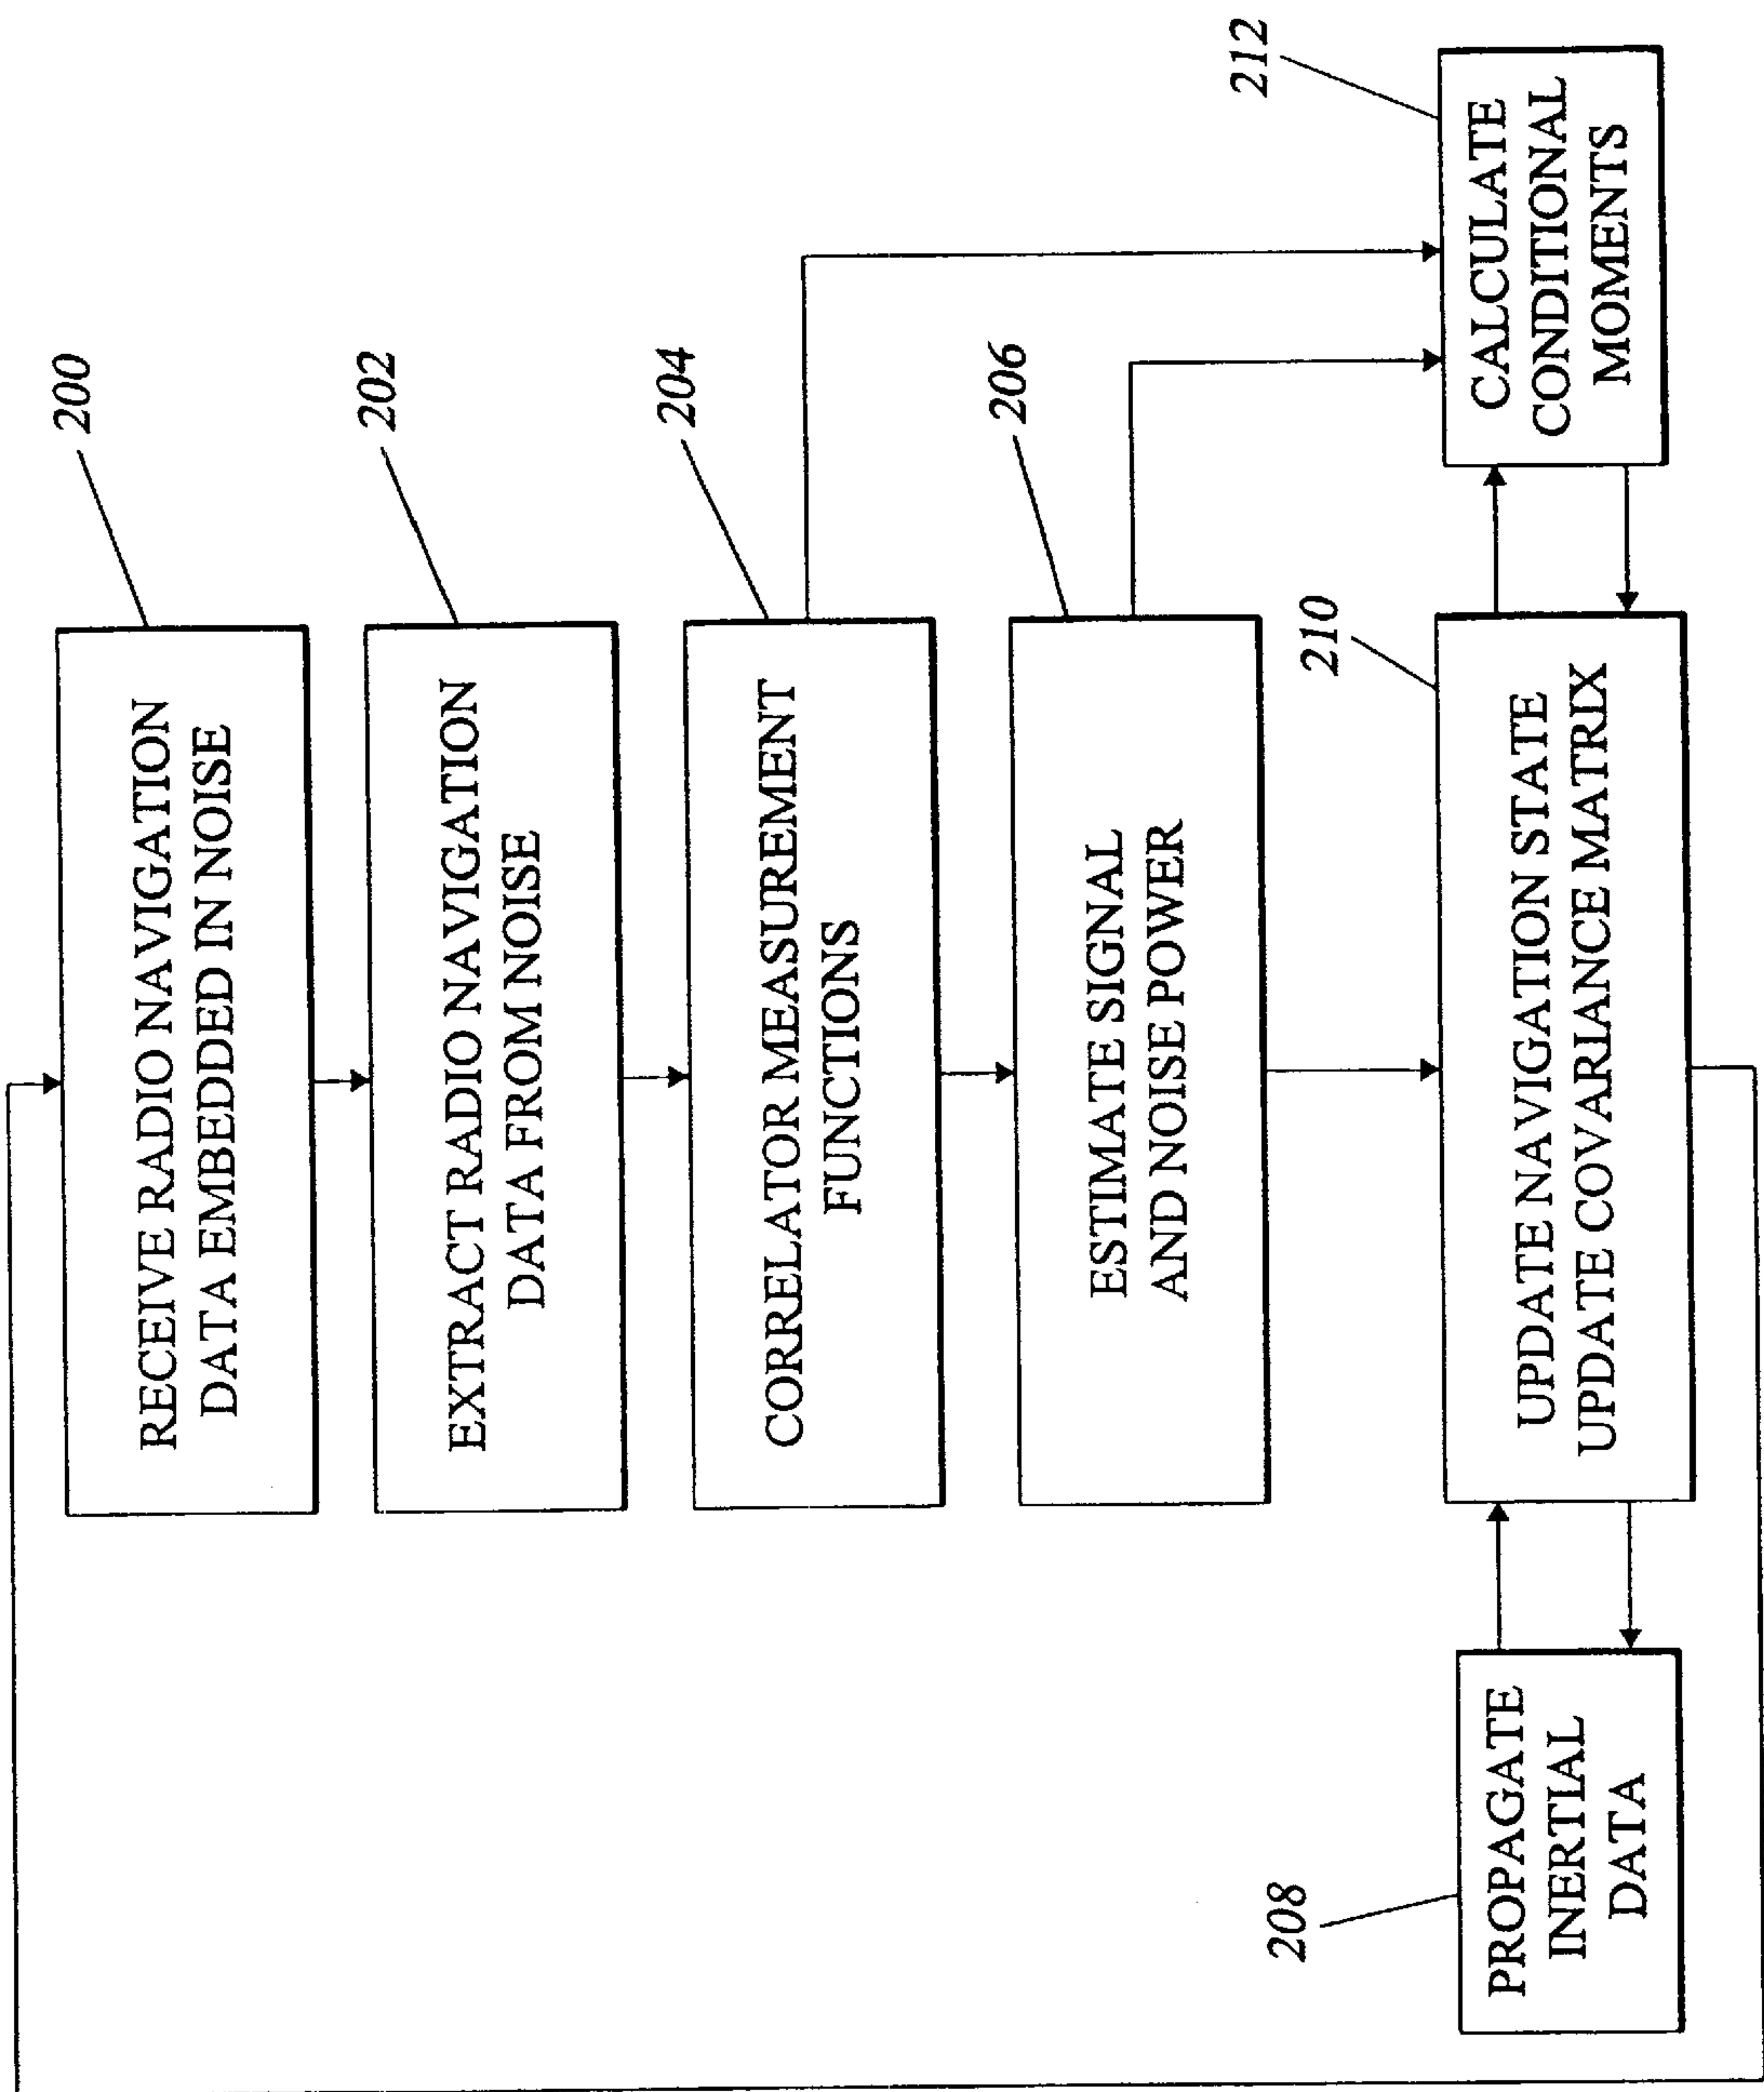 200
RECEIVE RADIO NAVIGATION
DATA EMBEDDED IN NOISE
202
EXTRACT RADIO NAVIGATION
DATA FROM NOISE
204
CORRELATOR MEASUREMENT
FUNCTIONS
206
ESTIMATE SIGNAL
AND NOISE POWER
208
PROPAGATE
INERTIAL
DATA
210
UPDATE NAVIGATION STATE
UPDATE COVARIANCE MATRIX
212
CALCULATE
CONDITIONAL
MOMENTS